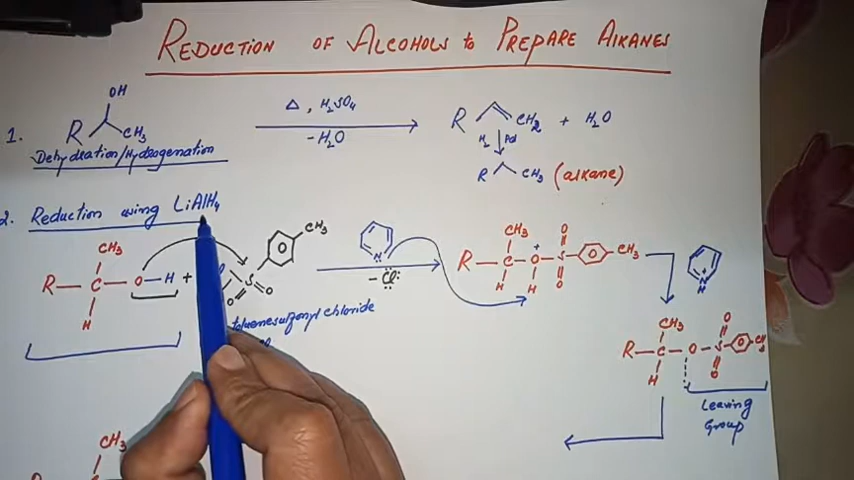 REDUCTION OF ALCOHOLS to PREPARE ALKANES
1.
OH
R CH3
Δ, H2SO4
-H2O
R CH2 + H2O
H2 Pd
R CH3 (alkane)
Dehydration/Hydrogenation
2. Reduction using LiAlH4
CH3
R - C - O - H +
H
CH3
S
O O
toluenesulfonyl chloride
N
- Cl:
CH3 O
R - C - O+ - S - CH3
H H O
N+
H
CH3 O
R - C - O - S - CH3
H O
Leaving
Group
CH3